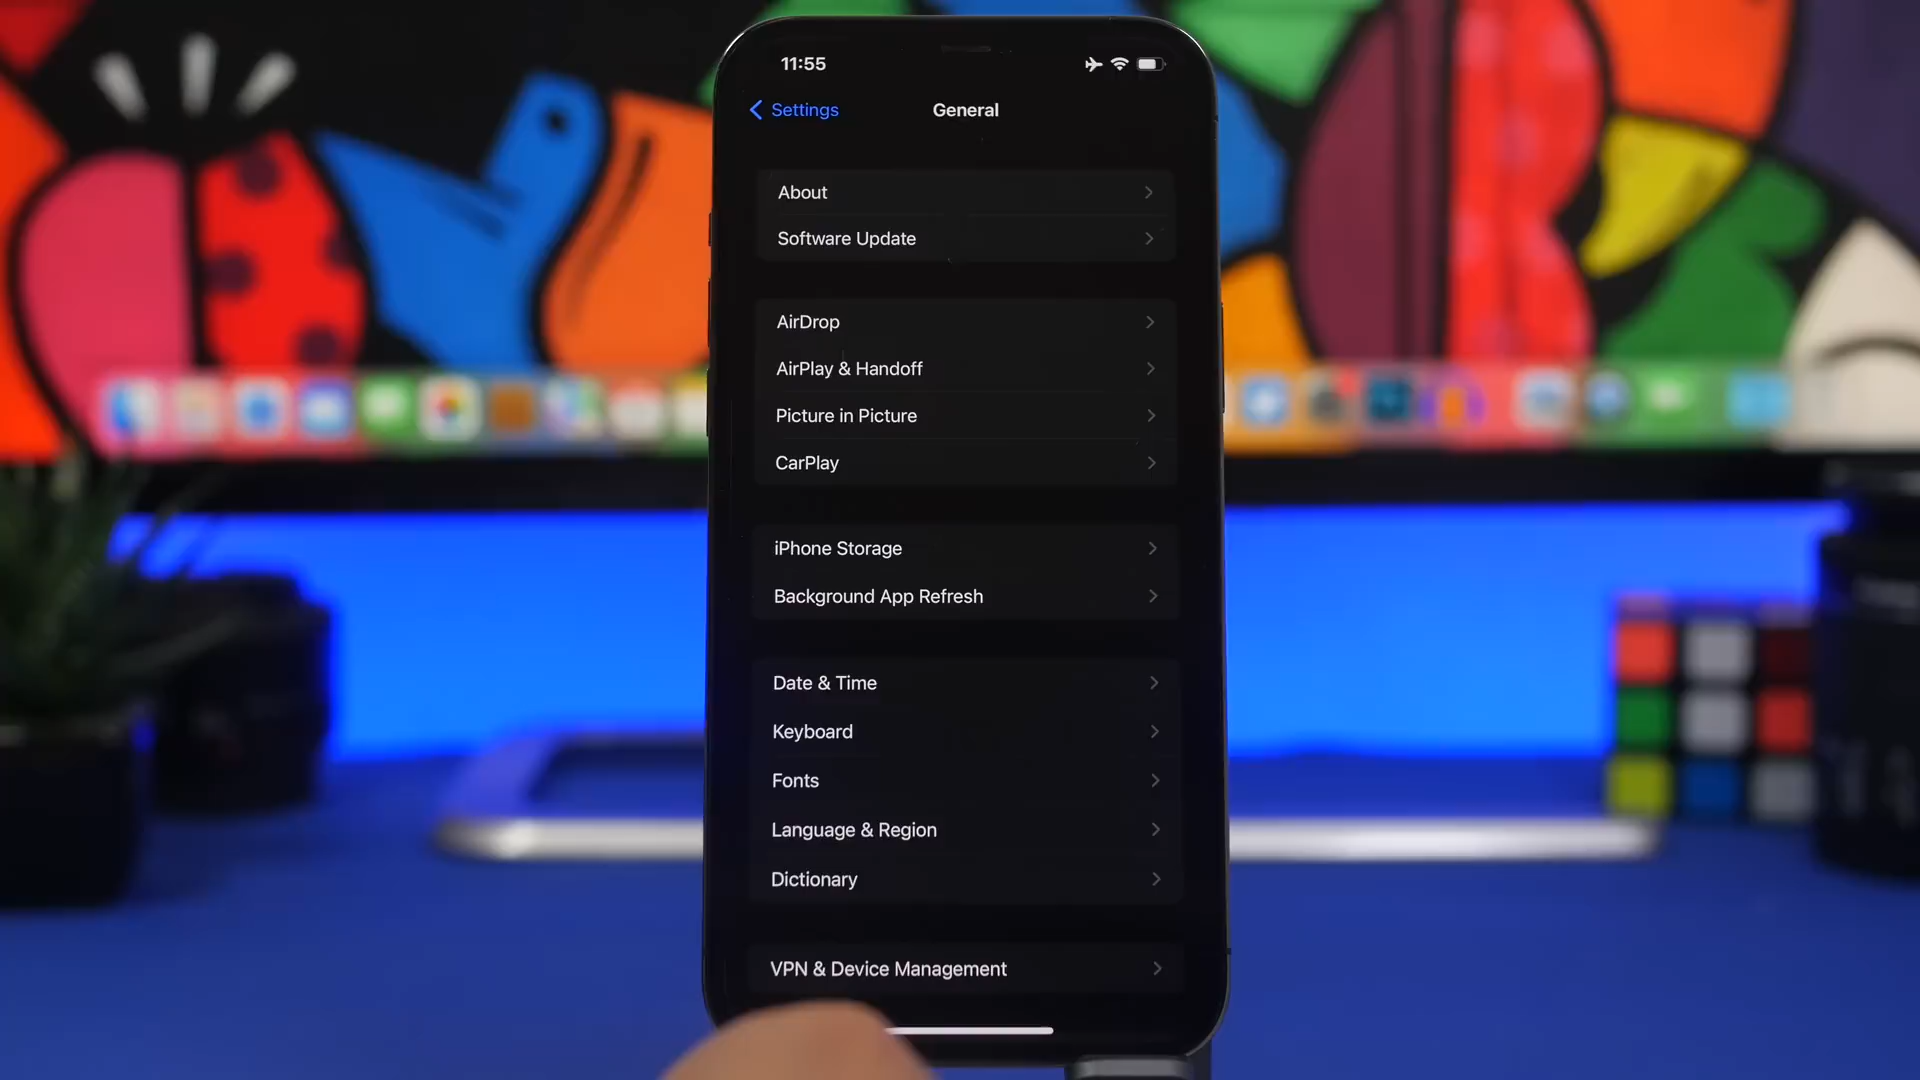 11:55
Settings
General
About
Software Update
AirDrop
AirPlay & Handoff
Picture in Picture
CarPlay
iPhone Storage
Background App Refresh
Date & Time
Keyboard
Fonts
Language & Region
Dictionary
VPN & Device Management